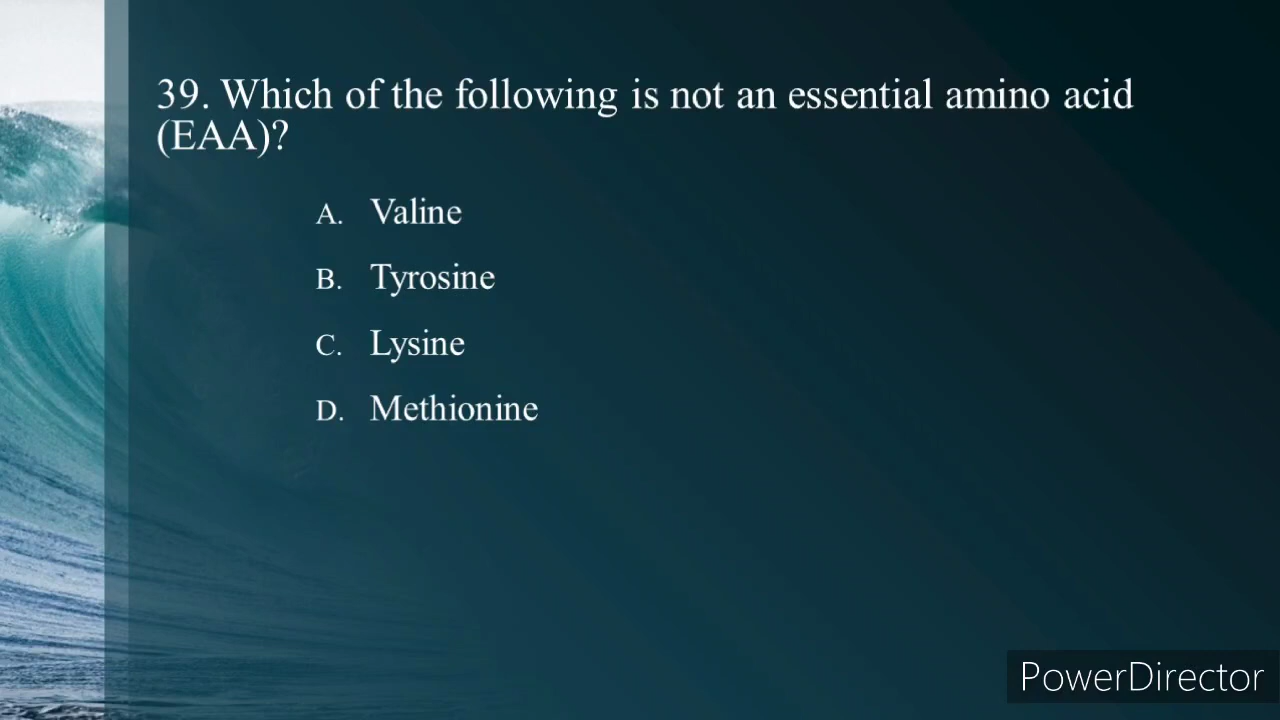 39. Which of the following is not an essential amino acid
(EAA)?
A. Valine
B. Tyrosine
C. Lysine
D. Methionine
PowerDirector